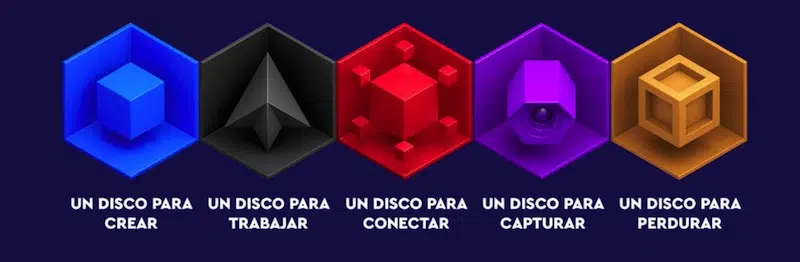 UN DISCO PARA
CREAR
UN DISCO PARA
TRABAJAR
UN DISCO PARA
CONECTAR
UN DISCO PARA
CAPTURAR
UN DISCO PARA
PERDURAR